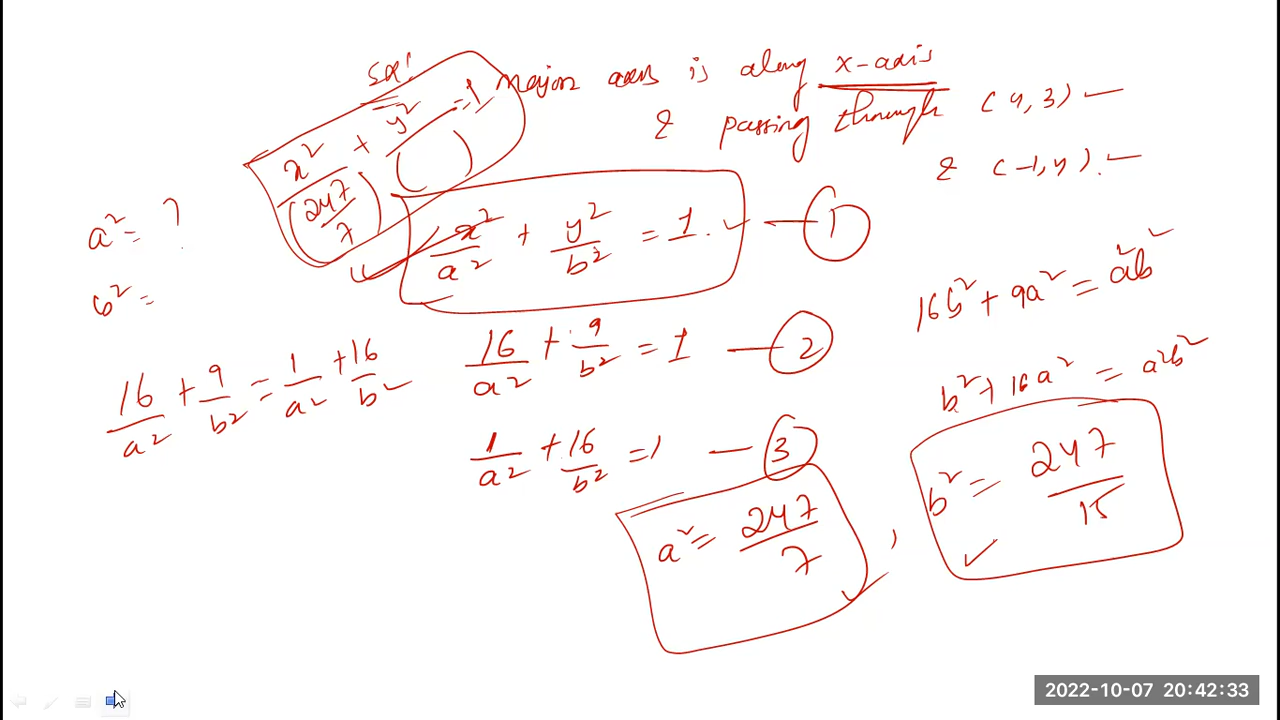 Sol: major axis is along x-axis
& passing through (4,3)
& (-1,4).
x²/(247/7) + y²/( ) = 1
a² = ?
b² =
x²/a² + y²/b² = 1. — ①
16/a² + 9/b² = 1 — ②
1/a² + 16/b² = 1 — ③
16/a² + 9/b² = 1/a² + 16/b²
16b² + 9a² = a²b²
b² + 16a² = a²b²
a² = 247/7 , b² = 247/15
2022-10-07 20:42:33